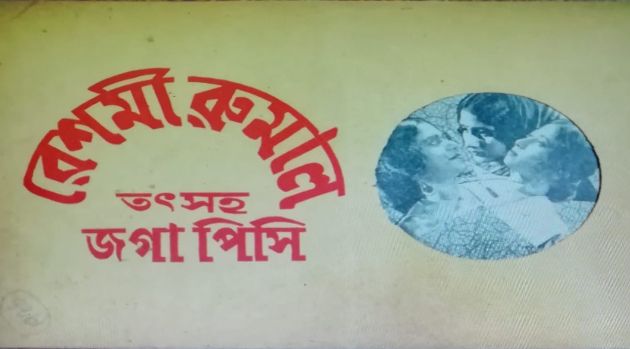 রেশমী রুমাল
তৎসহ
জগা পিসি